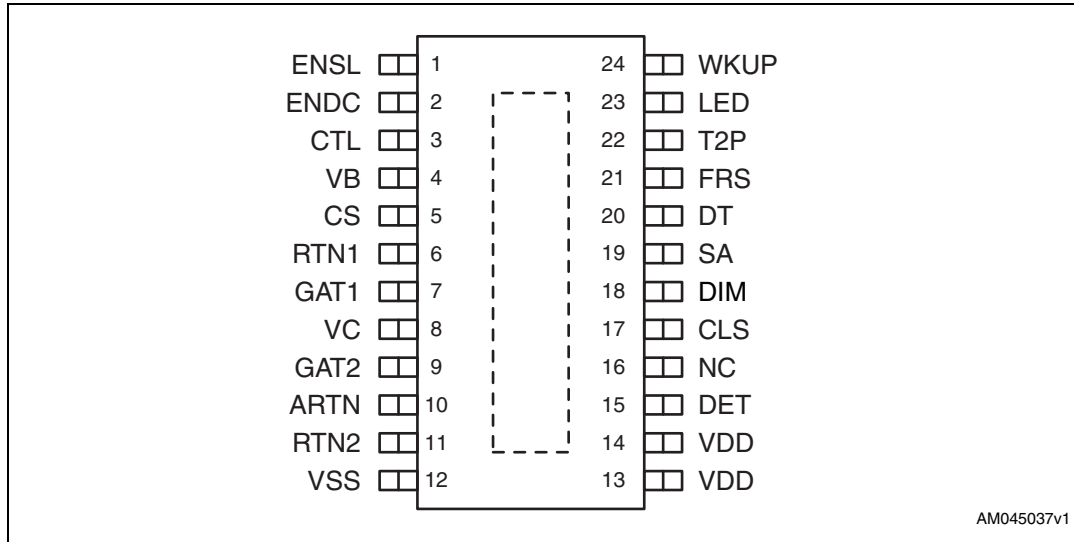 ENSL 1 24 WKUP
ENDC 2 23 LED
CTL 3 22 T2P
VB 4 21 FRS
CS 5 20 DT
RTN1 6 19 SA
GAT1 7 18 DIM
VC 8 17 CLS
GAT2 9 16 NC
ARTN 10 15 DET
RTN2 11 14 VDD
VSS 12 13 VDD
AM045037v1